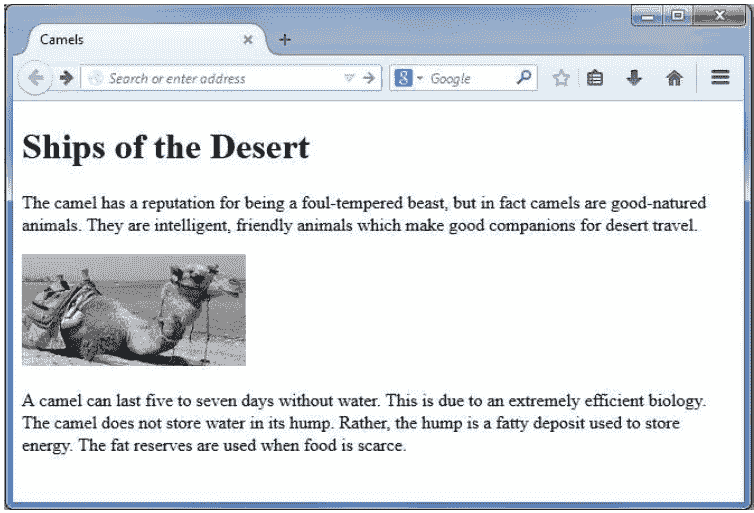 Camels
Search or enter address
8 Google
Ships of the Desert
The camel has a reputation for being a foul-tempered beast, but in fact camels are good-natured
animals. They are intelligent, friendly animals which make good companions for desert travel.
A camel can last five to seven days without water. This is due to an extremely efficient biology.
The camel does not store water in its hump. Rather, the hump is a fatty deposit used to store
energy. The fat reserves are used when food is scarce.